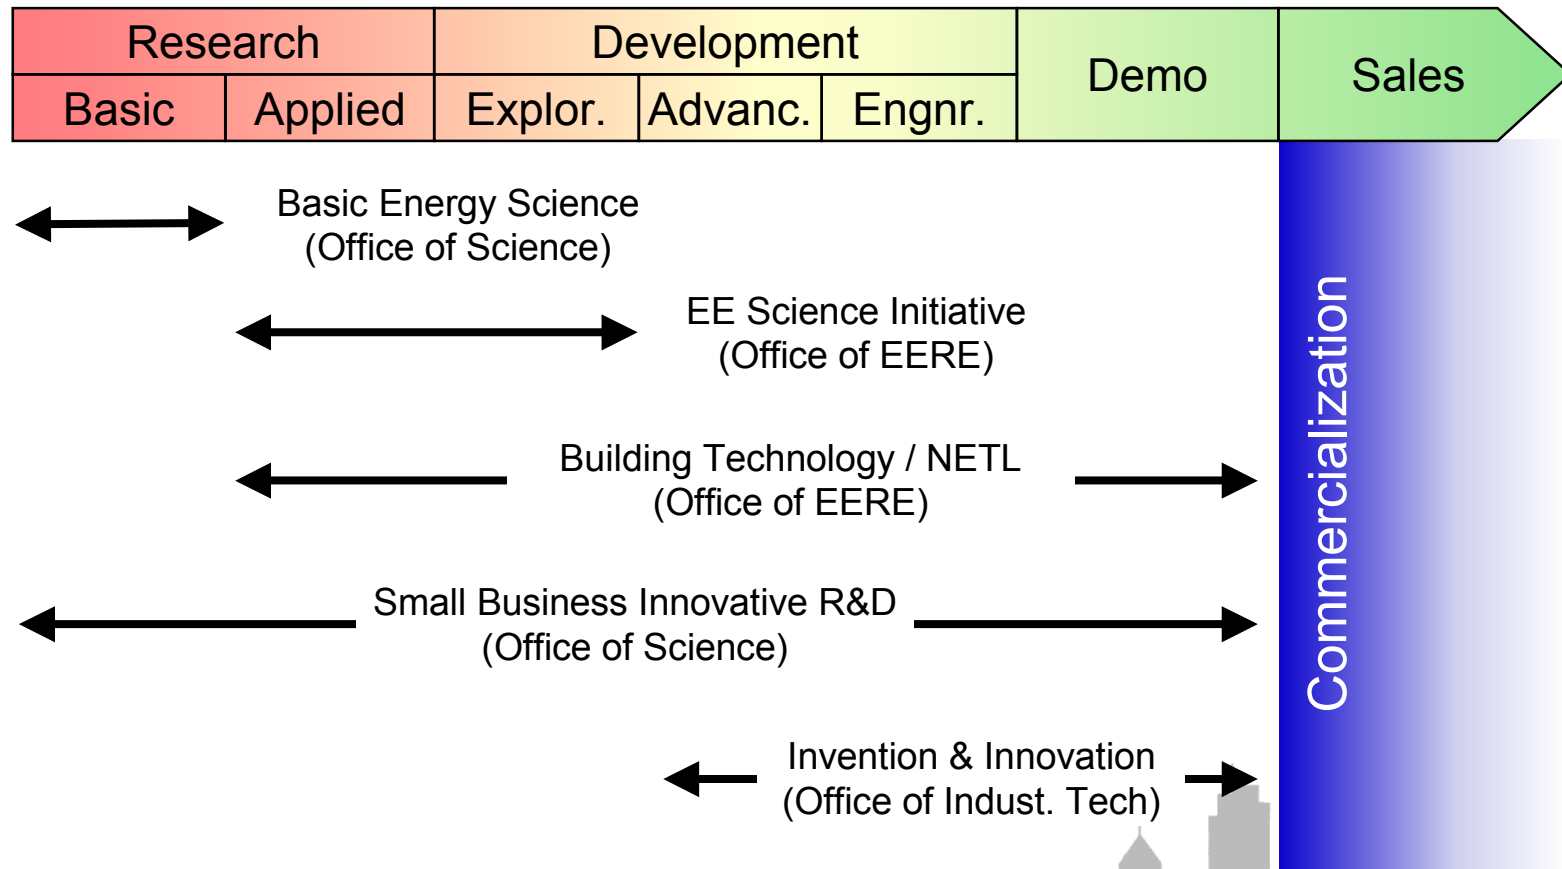 Research
Development
Demo
Sales
Basic
Applied
Explor.
Advanc.
Engnr.
Basic Energy Science
(Office of Science)
EE Science Initiative
(Office of EERE)
Building Technology / NETL
(Office of EERE)
Small Business Innovative R&D
(Office of Science)
Invention & Innovation
(Office of Indust. Tech)
Commercialization